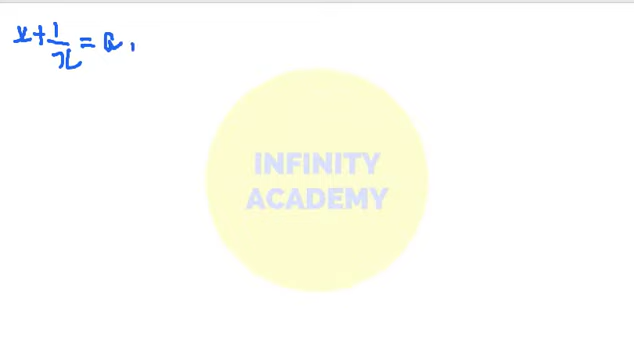 x + 1/x = a,
INFINITY
ACADEMY